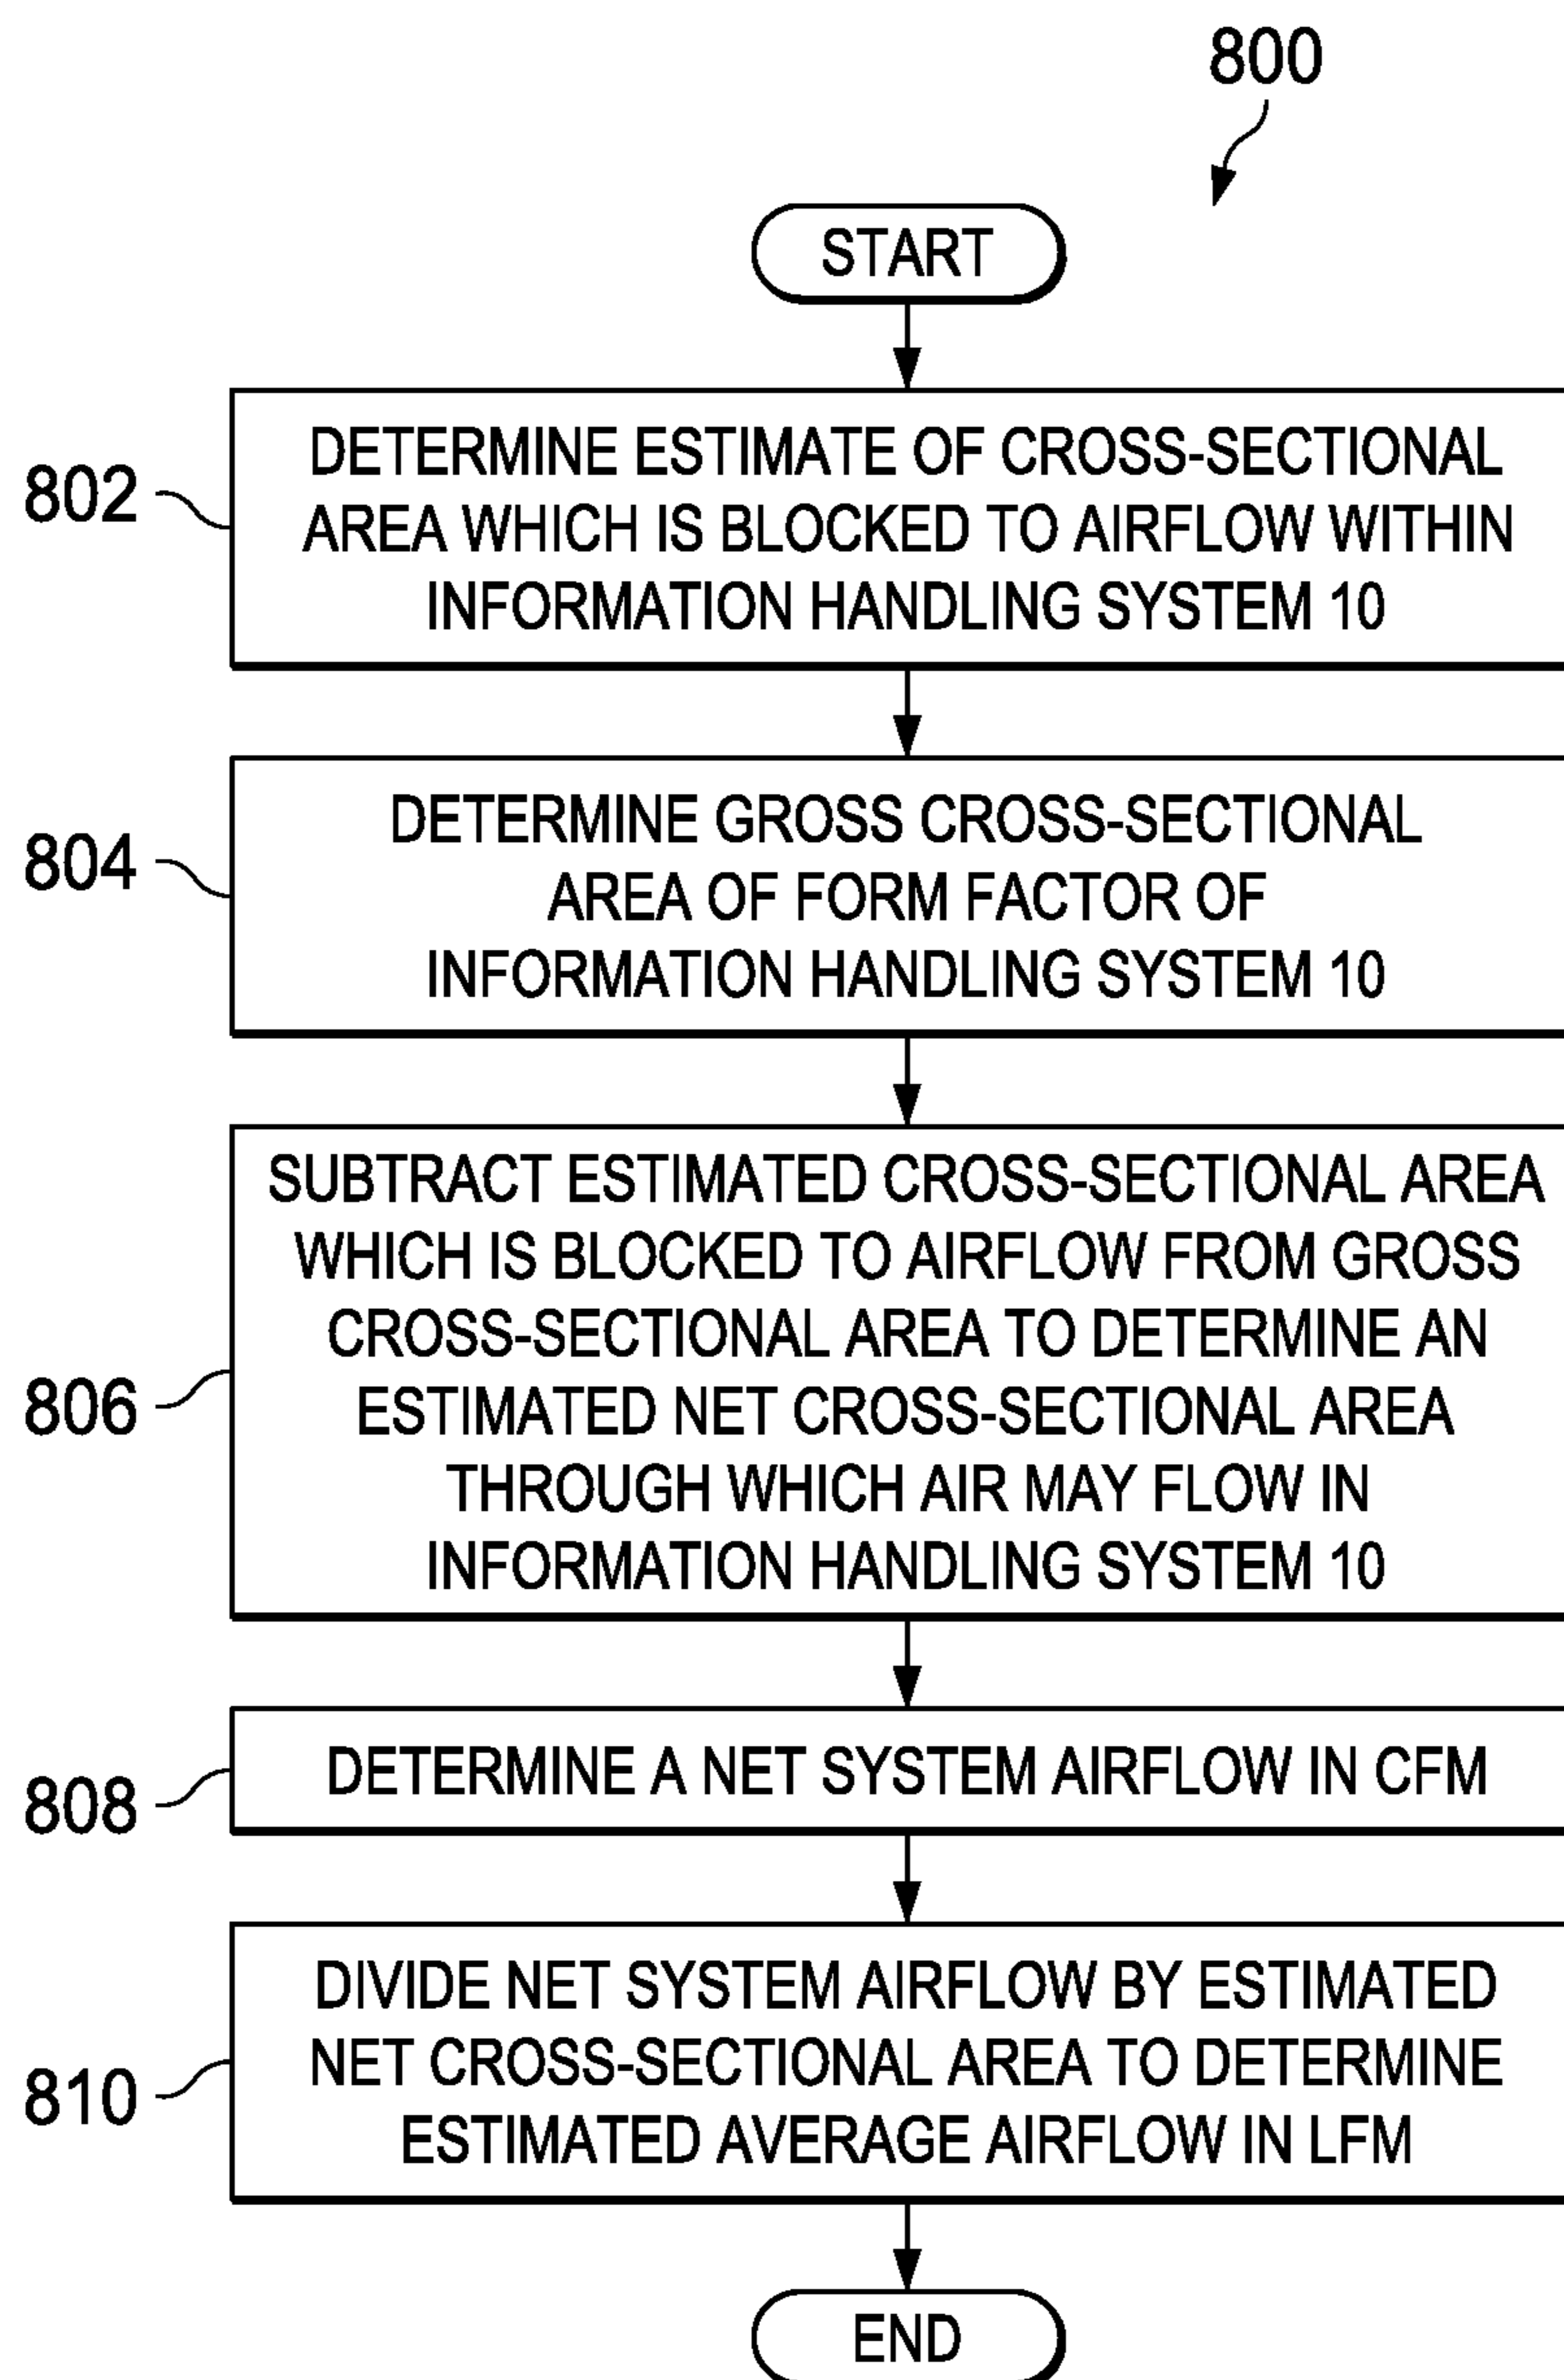 800
START
802
DETERMINE ESTIMATE OF CROSS-SECTIONAL
AREA WHICH IS BLOCKED TO AIRFLOW WITHIN
INFORMATION HANDLING SYSTEM 10
804
DETERMINE GROSS CROSS-SECTIONAL
AREA OF FORM FACTOR OF
INFORMATION HANDLING SYSTEM 10
806
SUBTRACT ESTIMATED CROSS-SECTIONAL AREA
WHICH IS BLOCKED TO AIRFLOW FROM GROSS
CROSS-SECTIONAL AREA TO DETERMINE AN
ESTIMATED NET CROSS-SECTIONAL AREA
THROUGH WHICH AIR MAY FLOW IN
INFORMATION HANDLING SYSTEM 10
808
DETERMINE A NET SYSTEM AIRFLOW IN CFM
810
DIVIDE NET SYSTEM AIRFLOW BY ESTIMATED
NET CROSS-SECTIONAL AREA TO DETERMINE
ESTIMATED AVERAGE AIRFLOW IN LFM
END